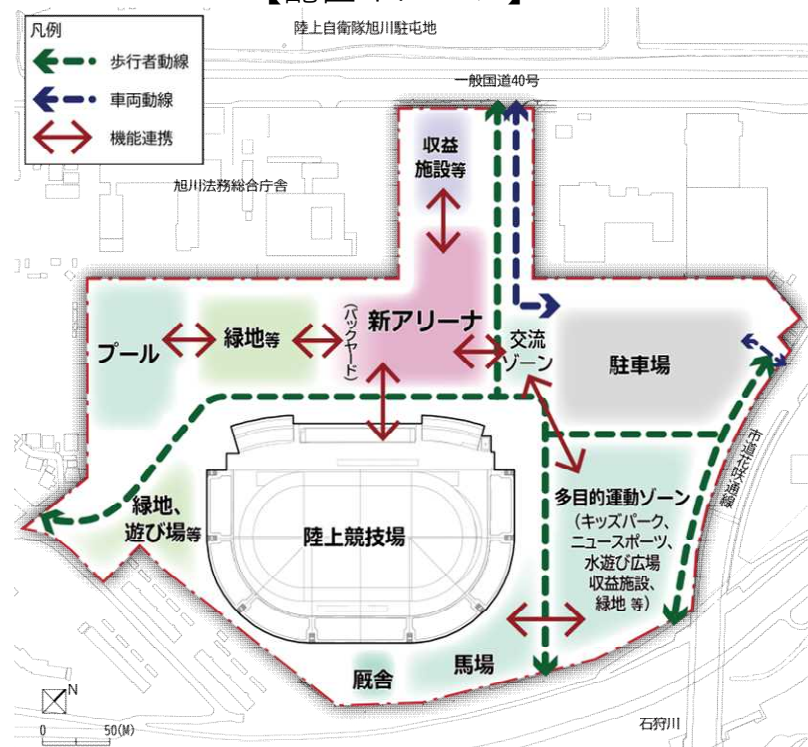 陸上自衛隊旭川駐屯地
凡例
歩行者動線
車両動線
機能連携
一般国道40号
旭川法務総合庁舎
収益
施設等
プール
緑地等
(バックヤード)
新アリーナ
交流
ゾーン
駐車場
市道花咲通線
緑地、
遊び場等
陸上競技場
多目的運動ゾーン
(キッズパーク、
ニュースポーツ、
水遊び広場
収益施設、
緑地 等)
馬場
厩舎
N
0 50(M)
石狩川